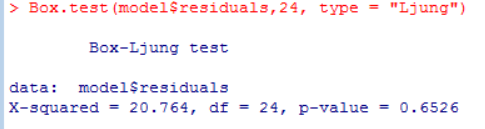 > Box.test(model$residuals,24, type = "Ljung")
Box-Ljung test
data:  model$residuals
X-squared = 20.764, df = 24, p-value = 0.6526